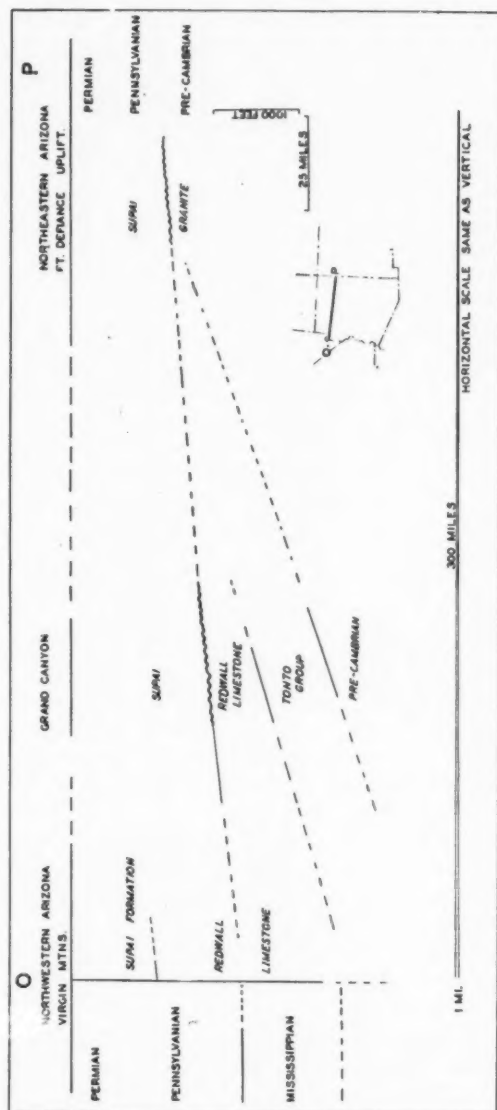 O
NORTHWESTERN ARIZONA
VIRGIN MTNS.
GRAND CANYON
NORTHEASTERN ARIZONA
FT. DEFIANCE UPLIFT.
P
PERMIAN
PENNSYLVANIAN
MISSISSIPPIAN
SUPAI FORMATION
REDWALL
LIMESTONE
SUPAI
REDWALL
LIMESTONE
TONTO
GROUP
PRE-CAMBRIAN
SUPAI
GRANITE
PERMIAN
PENNSYLVANIAN
PRE-CAMBRIAN
1000 FEET
25 MILES
O
P
1 MI.
300 MILES
HORIZONTAL SCALE SAME AS VERTICAL